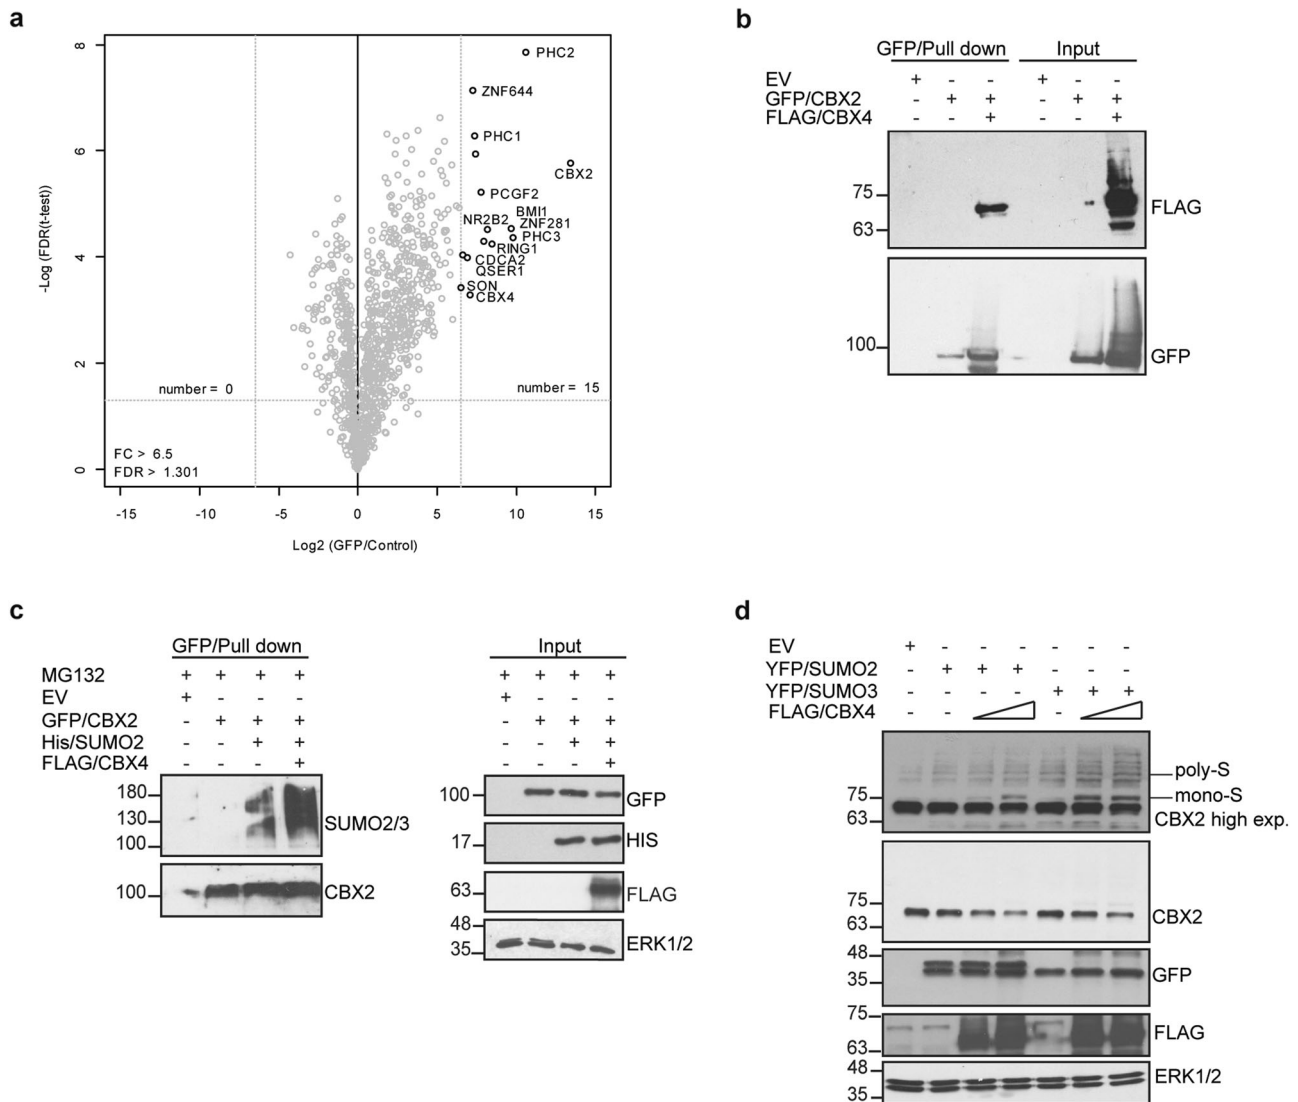 a
8
6
4
2
0
-Log (FDR(t-test))
PHC2
ZNF644
PHC1
CBX2
PCGF2
BMI1
NR2B2
ZNF281
PHC3
RING1
CDCA2
QSER1
SON
CBX4
number = 0
number = 15
FC > 6.5
FDR > 1.301
-15 -10 -5 0 5 10 15
Log2 (GFP/Control)
b
GFP/Pull down Input
EV + - - + - -
GFP/CBX2 - + + - + +
FLAG/CBX4 - - + - - +
75
63
FLAG
100
GFP
c
GFP/Pull down Input
MG132 + + + + + + + +
EV + - - - + - - -
GFP/CBX2 - + + + - + + +
His/SUMO2 - - + + - - + +
FLAG/CBX4 - - - + - - - +
180
130
100
SUMO2/3
100
CBX2
100
GFP
17
HIS
63
FLAG
48
35
ERK1/2
d
EV + - - - - - -
YFP/SUMO2 - + + + - - -
YFP/SUMO3 - - - - + + +
FLAG/CBX4 - - -
poly-S
75
mono-S
63
CBX2 high exp.
75
63
CBX2
48
35
GFP
75
63
FLAG
48
35
ERK1/2